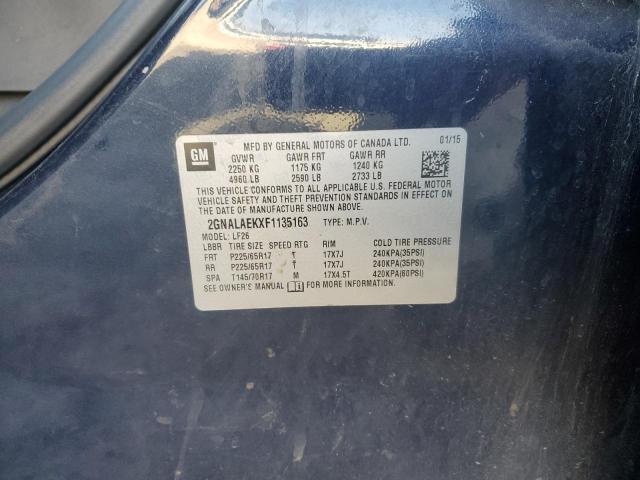 GM
MFD BY GENERAL MOTORS OF CANADA LTD. 01/15
GVWR GAWR FRT GAWR RR
2250 KG 1175 KG 1240 KG
4960 LB 2590 LB 2733 LB
THIS VEHICLE CONFORMS TO ALL APPLICABLE U.S. FEDERAL MOTOR
VEHICLE SAFETY AND THEFT PREVENTION STANDARDS IN EFFECT ON
THE DATE OF MANUFACTURE SHOWN ABOVE.
2GNALAEKXF1135163 TYPE: M.P.V.
MODEL: LF26
LBBR TIRE SIZE SPEED RTG RIM COLD TIRE PRESSURE
FRT P225/65R17 T 17X7J 240KPA(35PSI)
RR P225/65R17 T 17X7J 240KPA(35PSI)
SPA T145/70R17 M 17X4.5T 420KPA(60PSI)
SEE OWNER'S MANUAL FOR MORE INFORMATION.